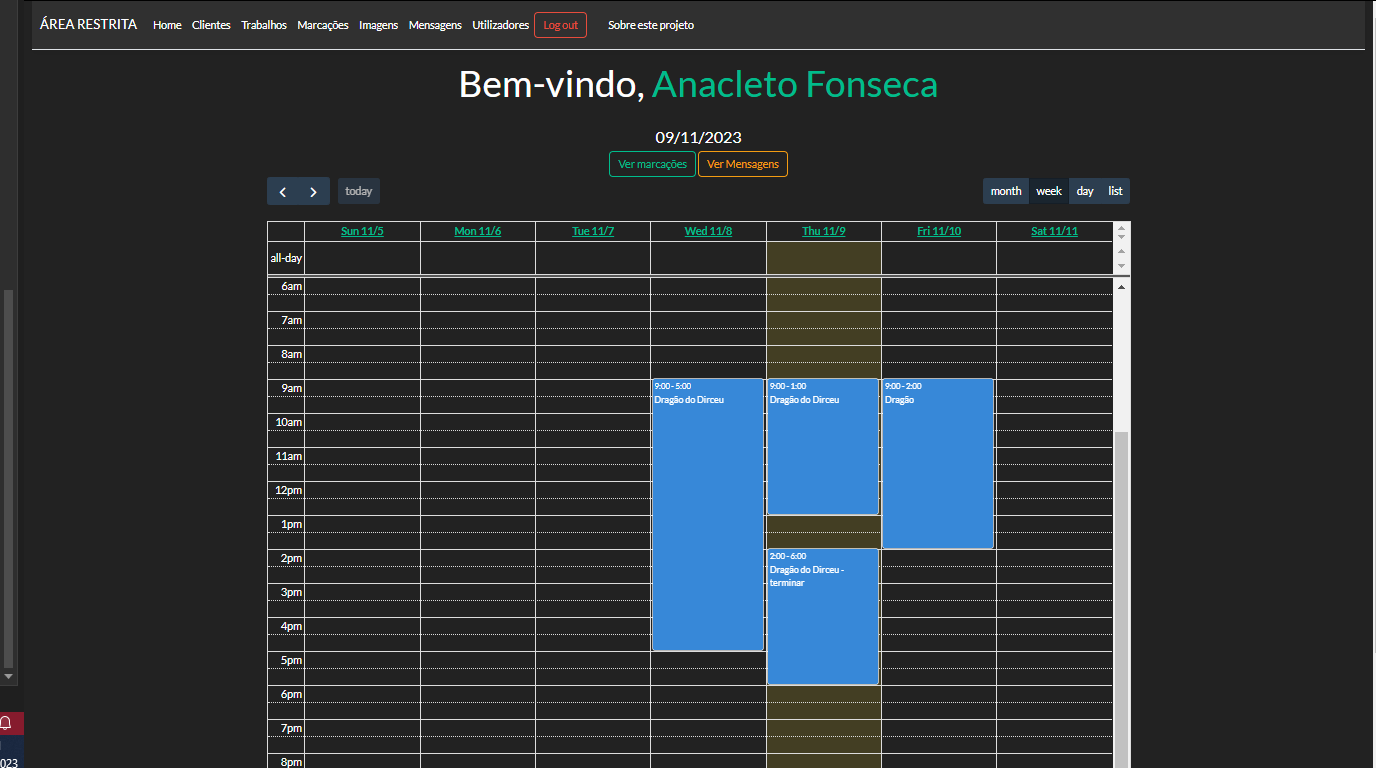 ÁREA RESTRITA Home Clientes Trabalhos Marcações Imagens Mensagens Utilizadores Log out Sobre este projeto
Bem-vindo, Anacleto Fonseca
09/11/2023
Ver marcações Ver Mensagens
today month week day list
Sun 11/5 Mon 11/6 Tue 11/7 Wed 11/8 Thu 11/9 Fri 11/10 Sat 11/11
all-day
6am
7am
8am
9am 9:00 - 5:00 9:00 - 1:00 9:00 - 2:00
Dragão do Dirceu Dragão do Dirceu Dragão
10am
11am
12pm
1pm
2pm 2:00 - 6:00
Dragão do Dirceu -
terminar
3pm
4pm
5pm
6pm
7pm
023
8pm